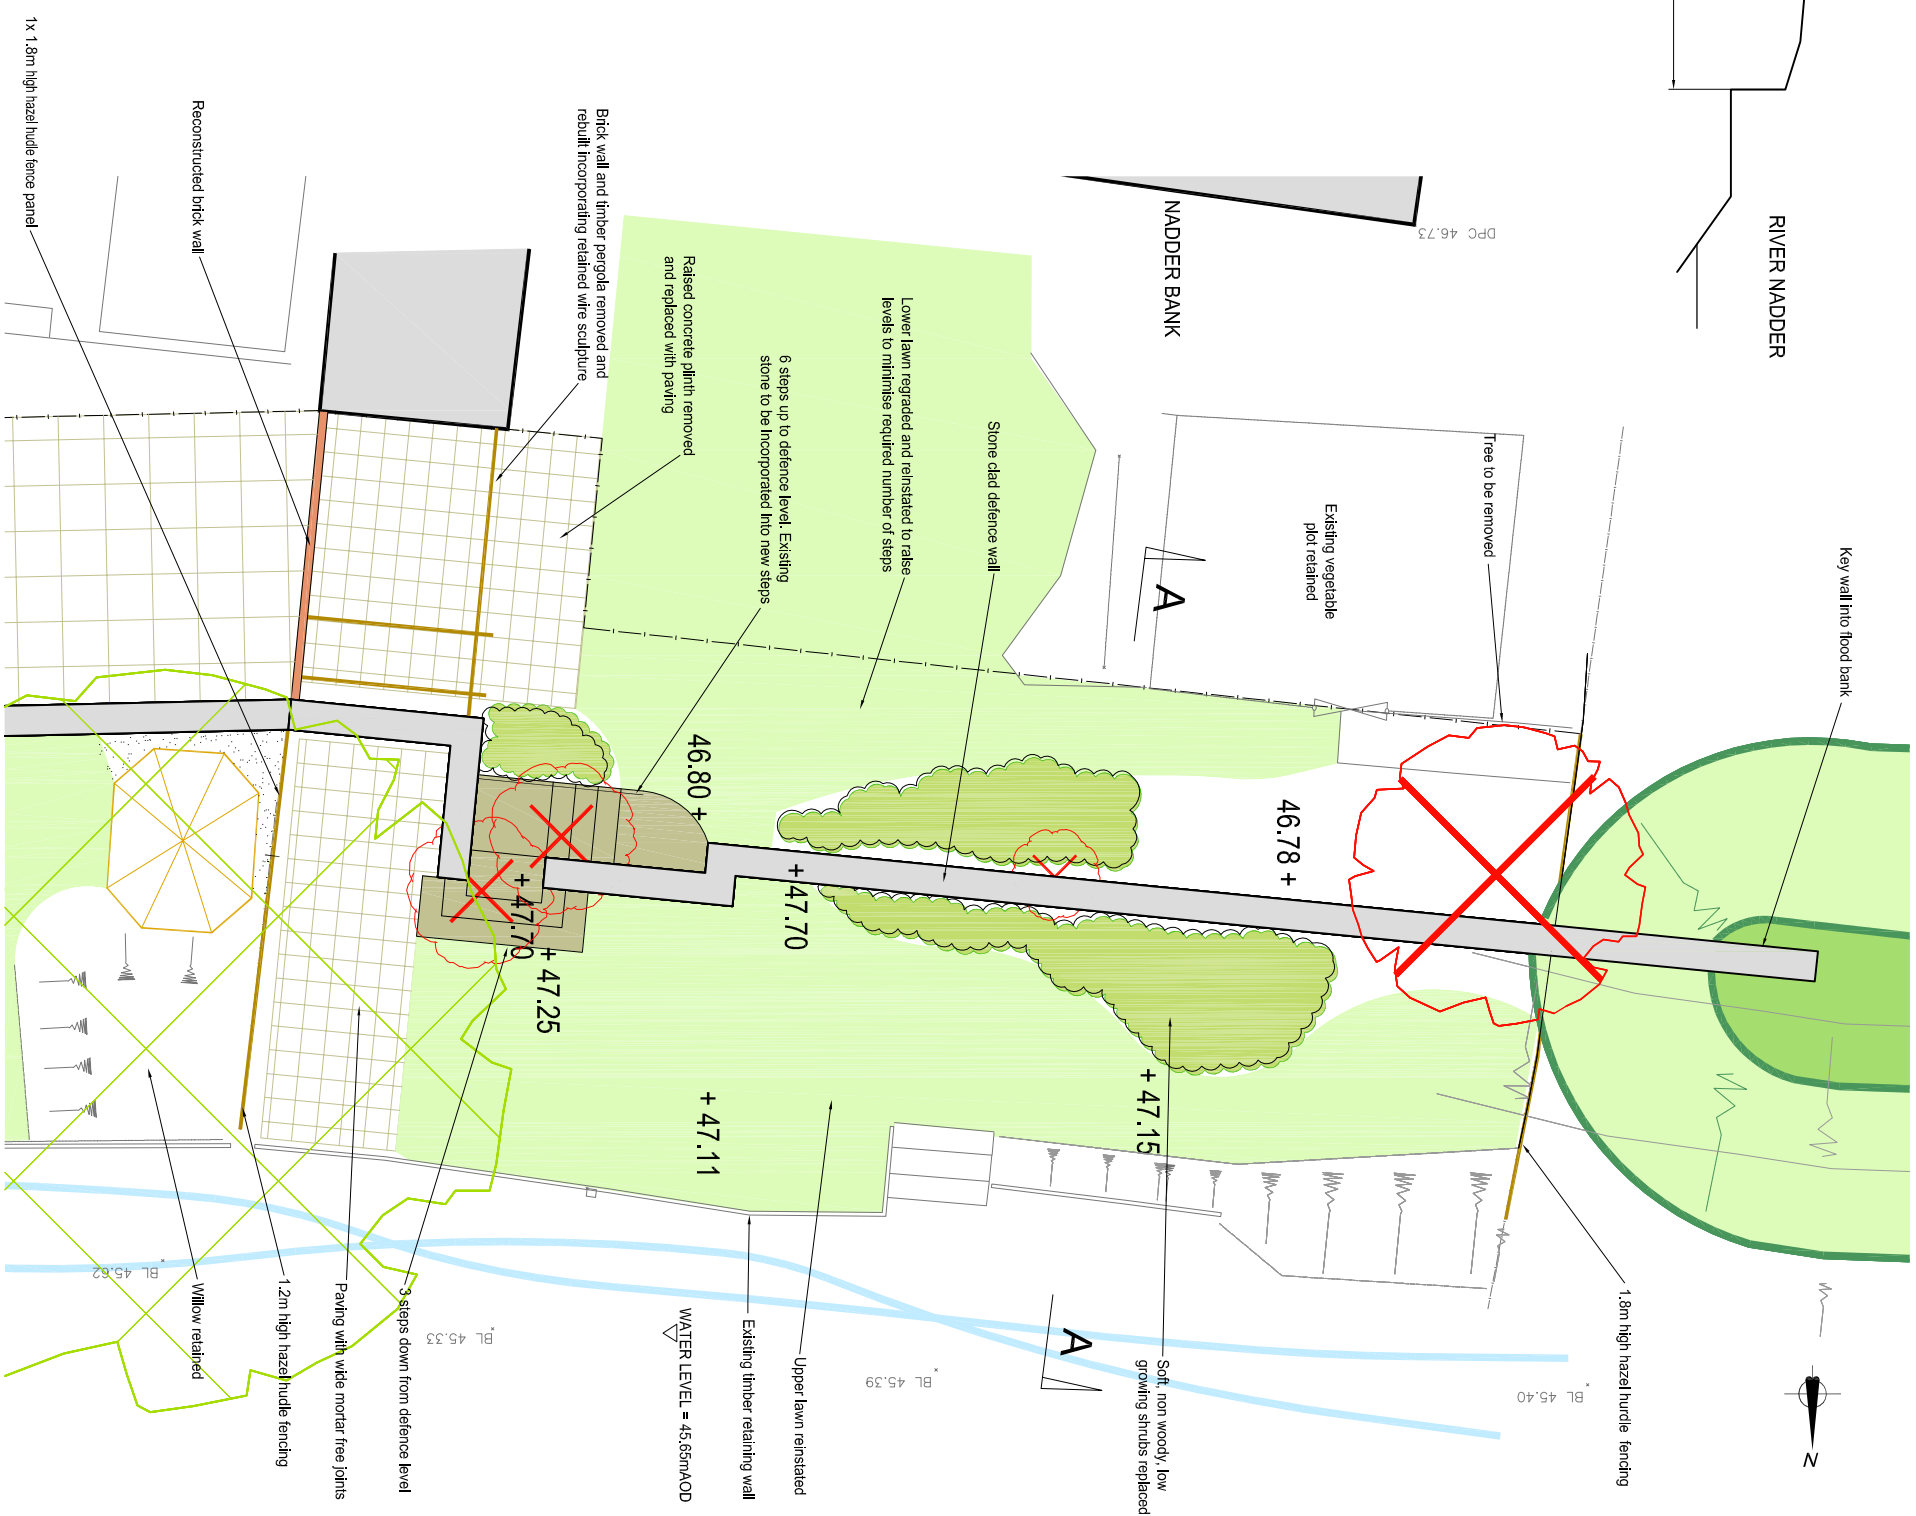 RIVER NADDER
Key wall into flood bank
1.8m high hazel hurdle fencing
N
DPC 46.73
Tree to be removed
Existing vegetable
plot retained
46.78 +
BL 45.40
NADDER BANK
A
+ 47.15
Soft, non woody, low
growing shrubs replaced
A
Stone clad defence wall
Lower lawn regraded and reinstated to raise
levels to minimise required number of steps
BL 45.39
+ 47.70
Upper lawn reinstated
6 steps up to defence level. Existing
stone to be incorporated into new steps
Existing timber retaining wall
46.80 +
+ 47.11
WATER LEVEL = 45.65mAOD
Raised concrete plinth removed
and replaced with paving
Brick wall and timber pergola removed and
rebuilt incorporating retained wire sculpture
+ 47.25
+ 47.70
BL 45.33
3 steps down from defence level
Paving with wide mortar free joints
1.2m high hazel hudle fencing
Reconstructed brick wall
Willow retained
BL 45.62
1x 1.8m high hazel hudle fence panel